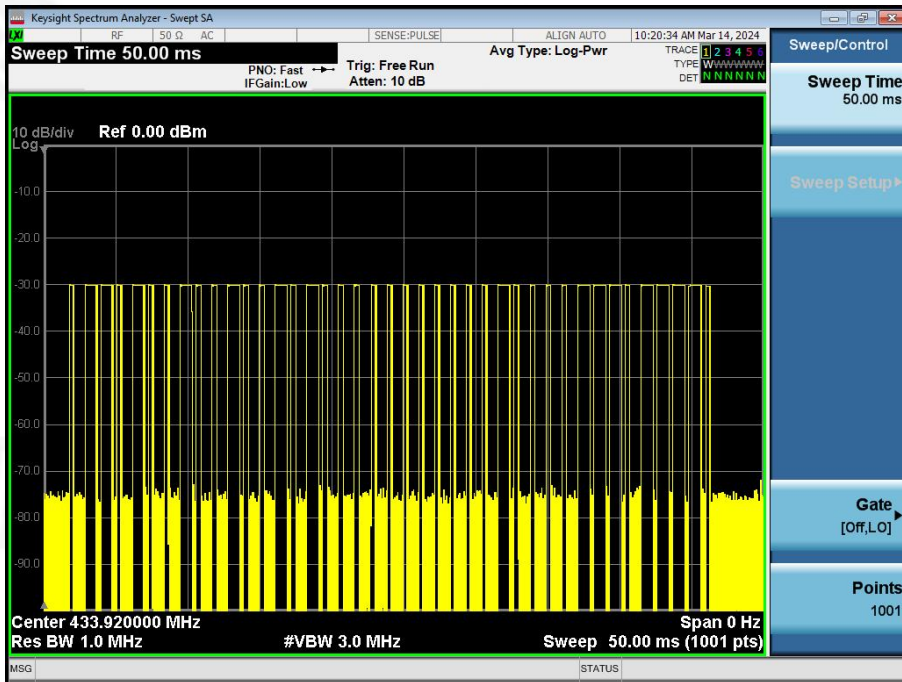 Keysight Spectrum Analyzer - Swept SA
LXI RF 50 Ω AC SENSE:PULSE ALIGN AUTO 10:20:34 AM Mar 14, 2024
Sweep Time 50.00 ms
PNO: Fast
IFGain:Low
Trig: Free Run
Atten: 10 dB
Avg Type: Log-Pwr
TRACE 1 2 3 4 5 6
TYPE WWWWWW
DET N N N N N N
10 dB/div Ref 0.00 dBm
Log
-10.0
-20.0
-30.0
-40.0
-50.0
-60.0
-70.0
-80.0
-90.0
Center 433.920000 MHz Span 0 Hz
Res BW 1.0 MHz #VBW 3.0 MHz Sweep 50.00 ms (1001 pts)
MSG STATUS
Sweep/Control
Sweep Time
50.00 ms
Sweep Setup
Gate
[Off,LO]
Points
1001